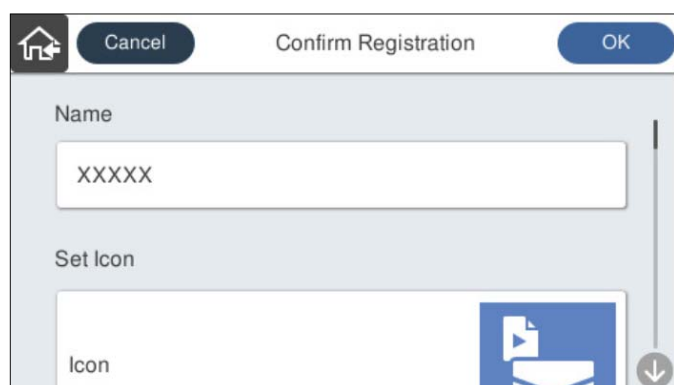 Cancel Confirm Registration OK
Name
XXXXX
Set Icon
Icon